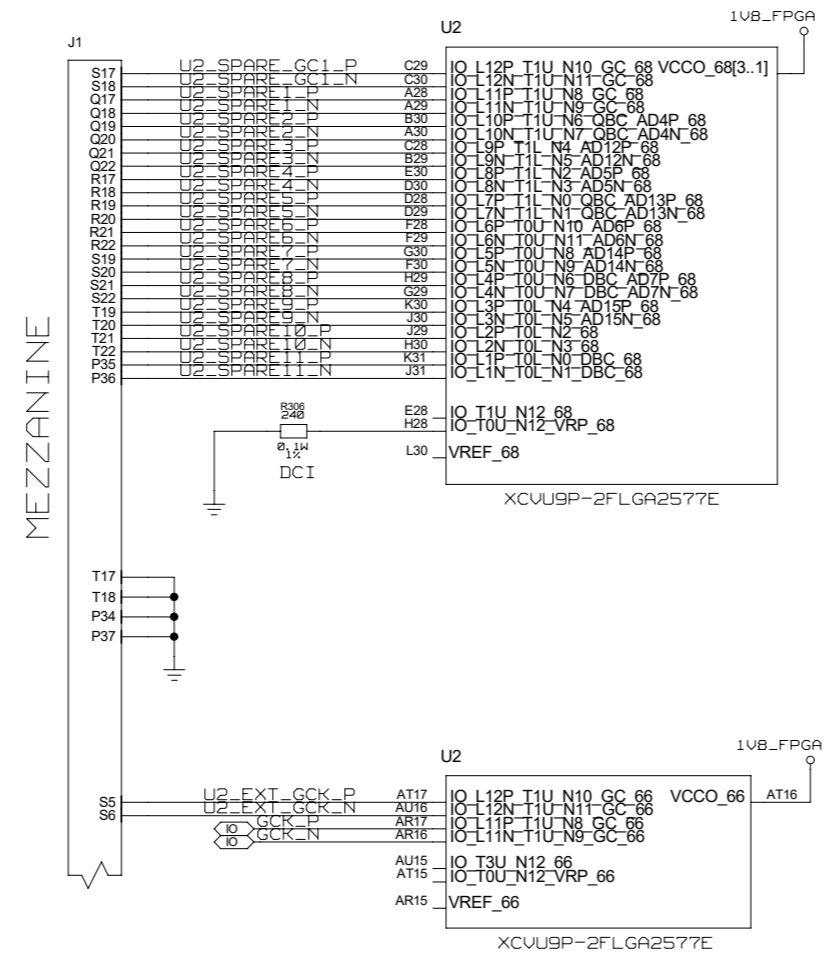 U2 1V8_FPGA
J1
MEZZANINE
S17 U2_SPARE_GC1_P C29 IO_L12P_T1U_N10_GC_68 VCCO_68[3..1]
S18 U2_SPARE_GC1_N C30 IO_L12N_T1U_N11_GC_68
Q17 U2_SPARE1_P A28 IO_L11P_T1U_N8_GC_68
Q18 U2_SPARE1_N A29 IO_L11N_T1U_N9_GC_68
Q19 U2_SPARE2_P B30 IO_L10P_T1U_N6_QBC_AD4P_68
Q20 U2_SPARE2_N A30 IO_L10N_T1U_N7_QBC_AD4N_68
Q21 U2_SPARE3_P C28 IO_L9P_T1L_N4_AD12P_68
Q22 U2_SPARE3_N B29 IO_L9N_T1L_N5_AD12N_68
R17 U2_SPARE4_P E30 IO_L8P_T1L_N2_AD5P_68
R18 U2_SPARE4_N D30 IO_L8N_T1L_N3_AD5N_68
R19 U2_SPARE5_P D28 IO_L7P_T1L_N0_QBC_AD13P_68
R20 U2_SPARE5_N D29 IO_L7N_T1L_N1_QBC_AD13N_68
R21 U2_SPARE6_P F28 IO_L6P_T0U_N10_AD6P_68
R22 U2_SPARE6_N F29 IO_L6N_T0U_N11_AD6N_68
S19 U2_SPARE7_P G30 IO_L5P_T0U_N8_AD14P_68
S20 U2_SPARE7_N F30 IO_L5N_T0U_N9_AD14N_68
S21 U2_SPARE8_P H29 IO_L4P_T0U_N6_DBC_AD7P_68
S22 U2_SPARE8_N G29 IO_L4N_T0U_N7_DBC_AD7N_68
T19 U2_SPARE9_P K30 IO_L3P_T0L_N4_AD15P_68
T20 U2_SPARE9_N J30 IO_L3N_T0L_N5_AD15N_68
T21 U2_SPARE10_P J29 IO_L2P_T0L_N2_68
T22 U2_SPARE10_N H30 IO_L2N_T0L_N3_68
P35 U2_SPARE11_P K31 IO_L1P_T0L_N0_DBC_68
P36 U2_SPARE11_N J31 IO_L1N_T0L_N1_DBC_68
R306
240
0.1W
1%
DCI
E28 IO_T1U_N12_68
H28 IO_T0U_N12_VRP_68
L30 VREF_68
XCVU9P-2FLGA2577E
T17
T18
P34
P37
U2 1V8_FPGA
S5 U2_EXT_GCK_P AT17 IO_L12P_T1U_N10_GC_66 VCCO_66 AT16
S6 U2_EXT_GCK_N AU16 IO_L12N_T1U_N11_GC_66
IO GCK_P AR17 IO_L11P_T1U_N8_GC_66
IO GCK_N AR16 IO_L11N_T1U_N9_GC_66
AU15 IO_T3U_N12_66
AT15 IO_T0U_N12_VRP_66
AR15 VREF_66
XCVU9P-2FLGA2577E